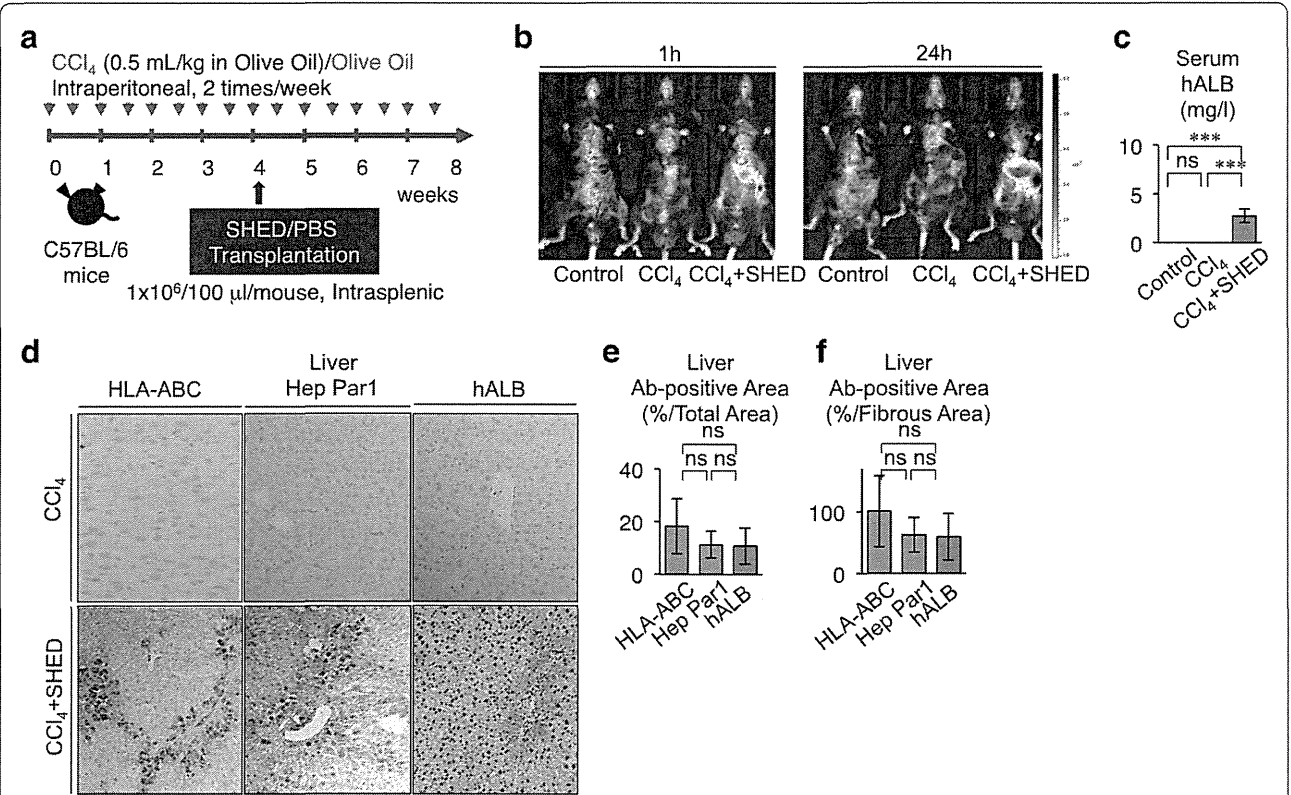 a
CCl₄ (0.5 mL/kg in Olive Oil)/Olive Oil
Intraperitoneal, 2 times/week
0 1 2 3 4 5 6 7 8
weeks
C57BL/6
mice
SHED/PBS
Transplantation
1x10⁶/100 µl/mouse, Intrasplenic
b
1h
24h
Control CCl₄ CCl₄+SHED
Control CCl₄ CCl₄+SHED
c
Serum
hALB
(mg/l)
***
ns ***
10
5
0
Control
CCl₄
CCl₄+SHED
d
Liver
HLA-ABC Hep Par1 hALB
CCl₄
CCl₄+SHED
e
Liver
Ab-positive Area
(%/Total Area)
ns
ns ns
40
20
0
HLA-ABC
Hep Par1
hALB
f
Liver
Ab-positive Area
(%/Fibrous Area)
ns
ns ns
100
0
HLA-ABC
Hep Par1
hALB